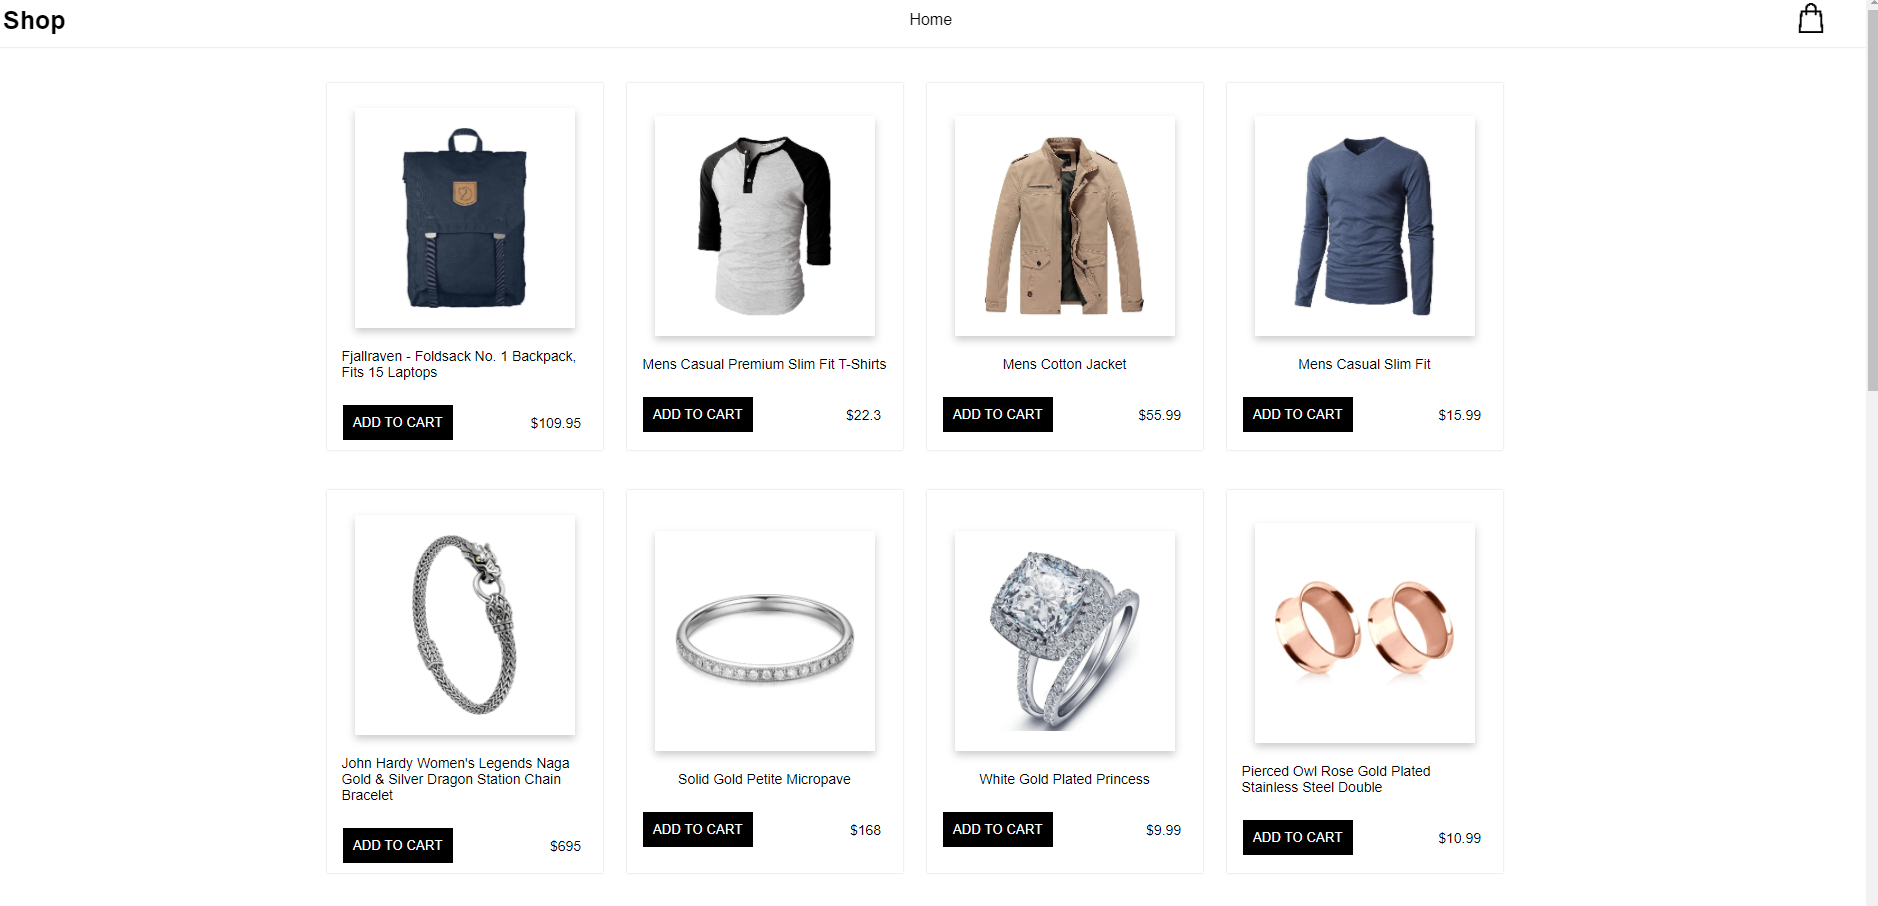 Shop
Home
Fjallraven - Foldsack No. 1 Backpack,
Fits 15 Laptops
ADD TO CART
$109.95
Mens Casual Premium Slim Fit T-Shirts
ADD TO CART
$22.3
Mens Cotton Jacket
ADD TO CART
$55.99
Mens Casual Slim Fit
ADD TO CART
$15.99
John Hardy Women's Legends Naga
Gold & Silver Dragon Station Chain
Bracelet
ADD TO CART
$695
Solid Gold Petite Micropave
ADD TO CART
$168
White Gold Plated Princess
ADD TO CART
$9.99
Pierced Owl Rose Gold Plated
Stainless Steel Double
ADD TO CART
$10.99